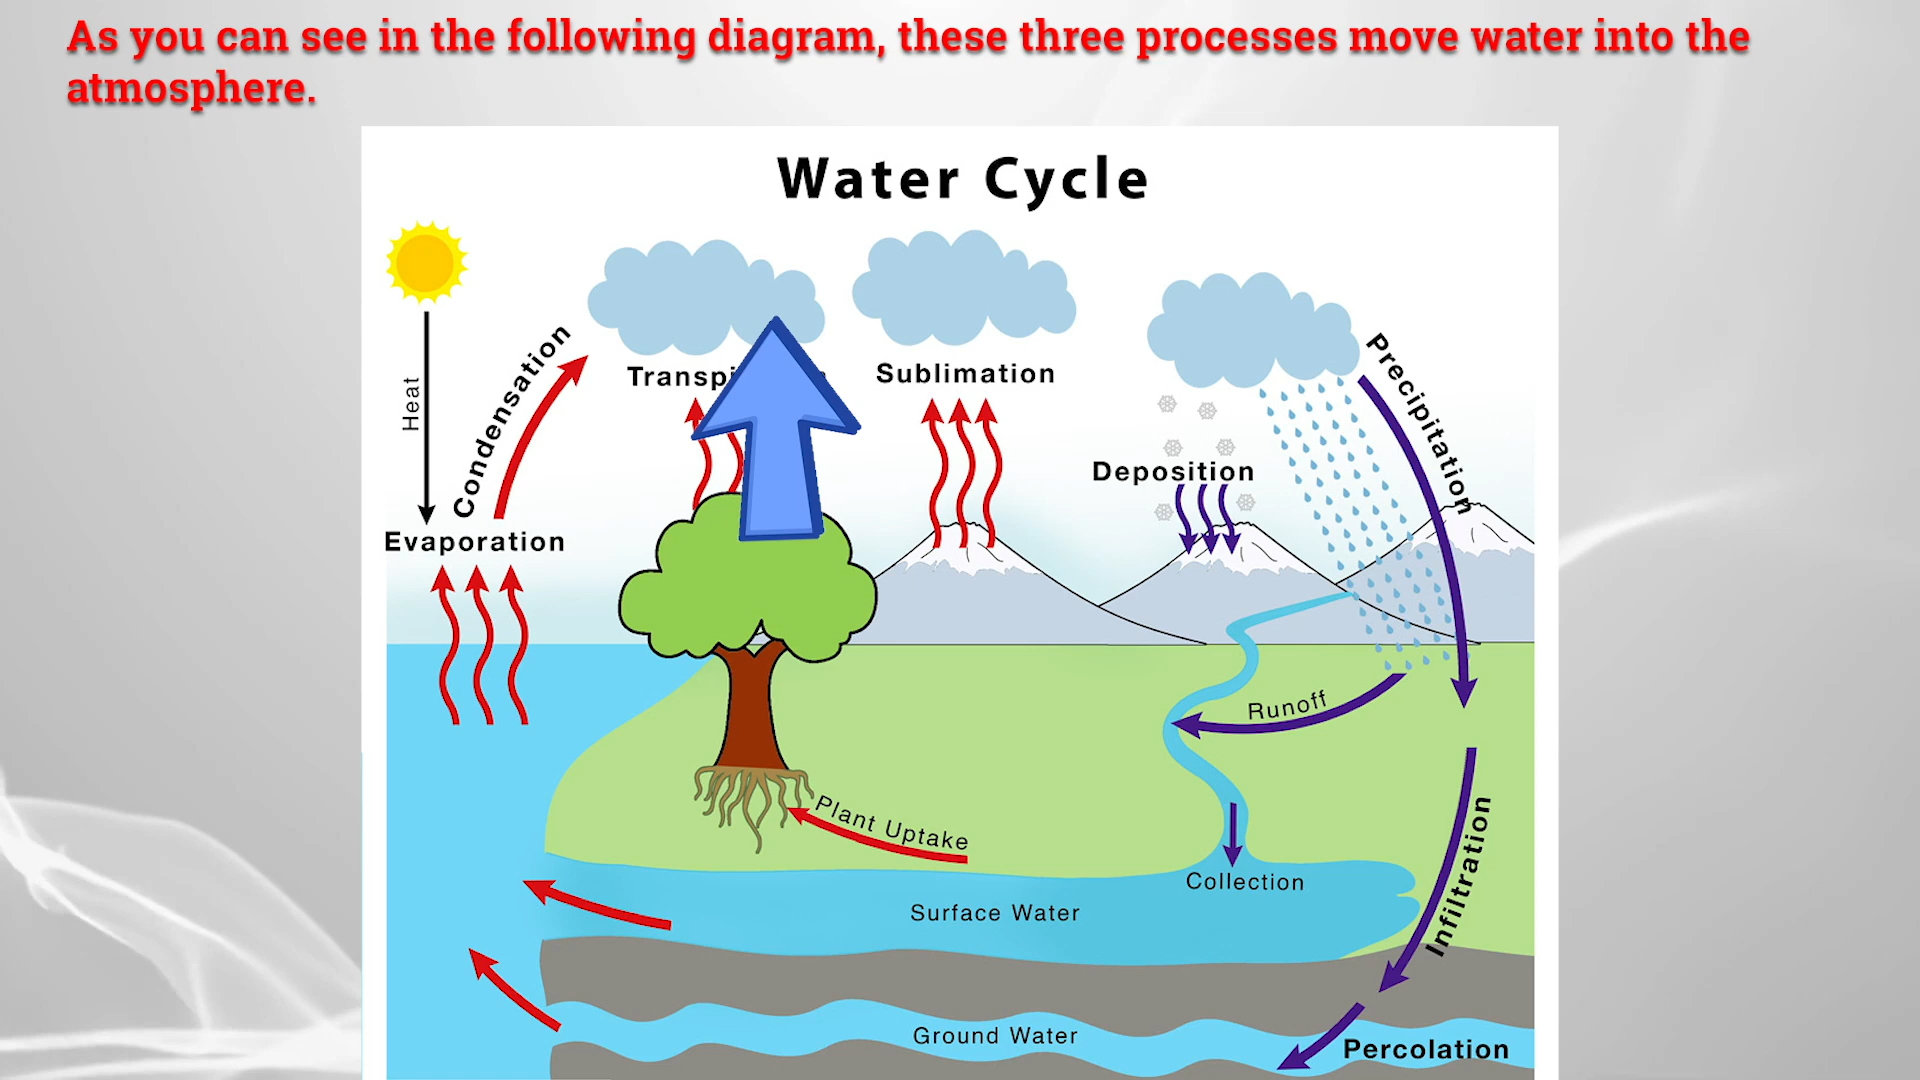 As you can see in the following diagram, these three processes move water into the
atmosphere.
Water Cycle
Heat
Condensation
Evaporation
Sublimation
Deposition
Precipitation
Runoff
Plant Uptake
Collection
Surface Water
Infiltration
Ground Water
Percolation